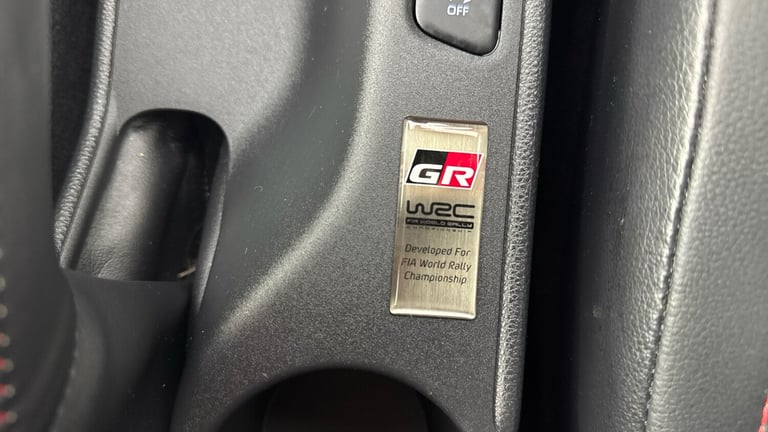 OFF
GR
WRC
FIA WORLD RALLY
CHAMPIONSHIP
Developed For
FIA World Rally
Championship